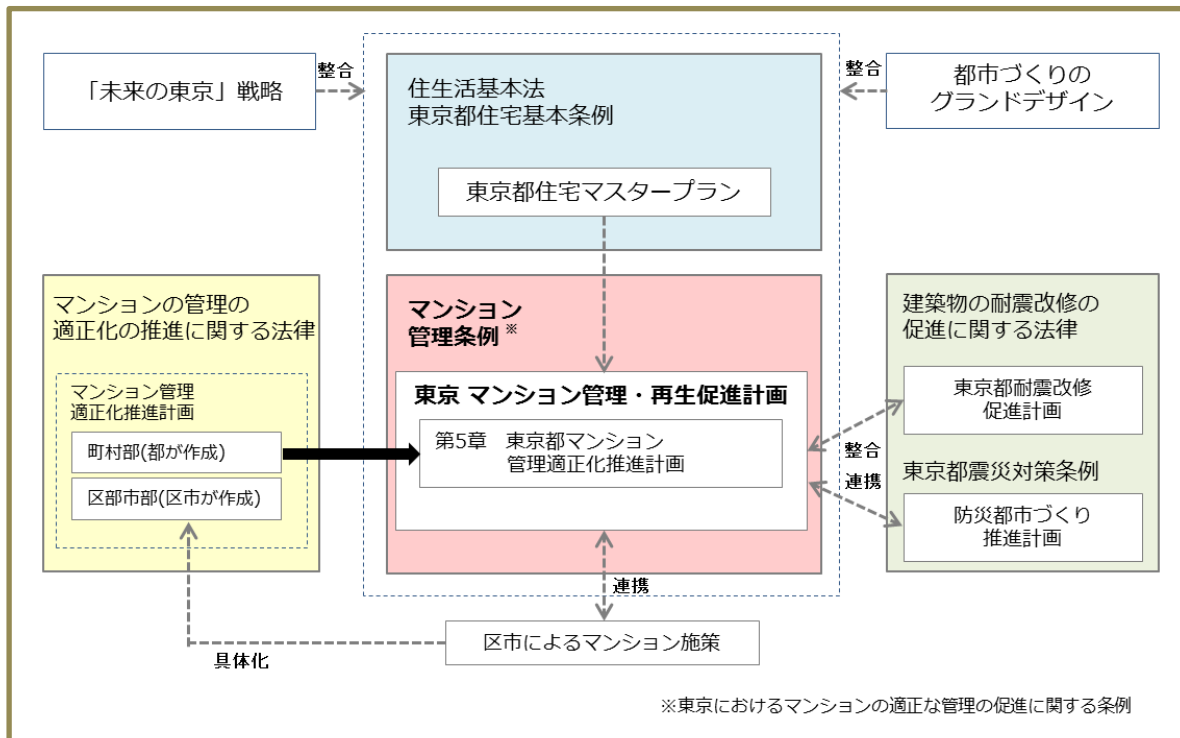 「未来の東京」戦略
整合
住生活基本法
東京都住宅基本条例
東京都住宅マスタープラン
整合
都市づくりの
グランドデザイン
マンションの管理の
適正化の推進に関する法律
マンション管理
適正化推進計画
町村部(都が作成)
区部市部(区市が作成)
マンション
管理条例※
東京 マンション管理・再生促進計画
第5章 東京都マンション
管理適正化推進計画
整合
連携
建築物の耐震改修の
促進に関する法律
東京都耐震改修
促進計画
東京都震災対策条例
防災都市づくり
推進計画
連携
区市によるマンション施策
具体化
※東京におけるマンションの適正な管理の促進に関する条例